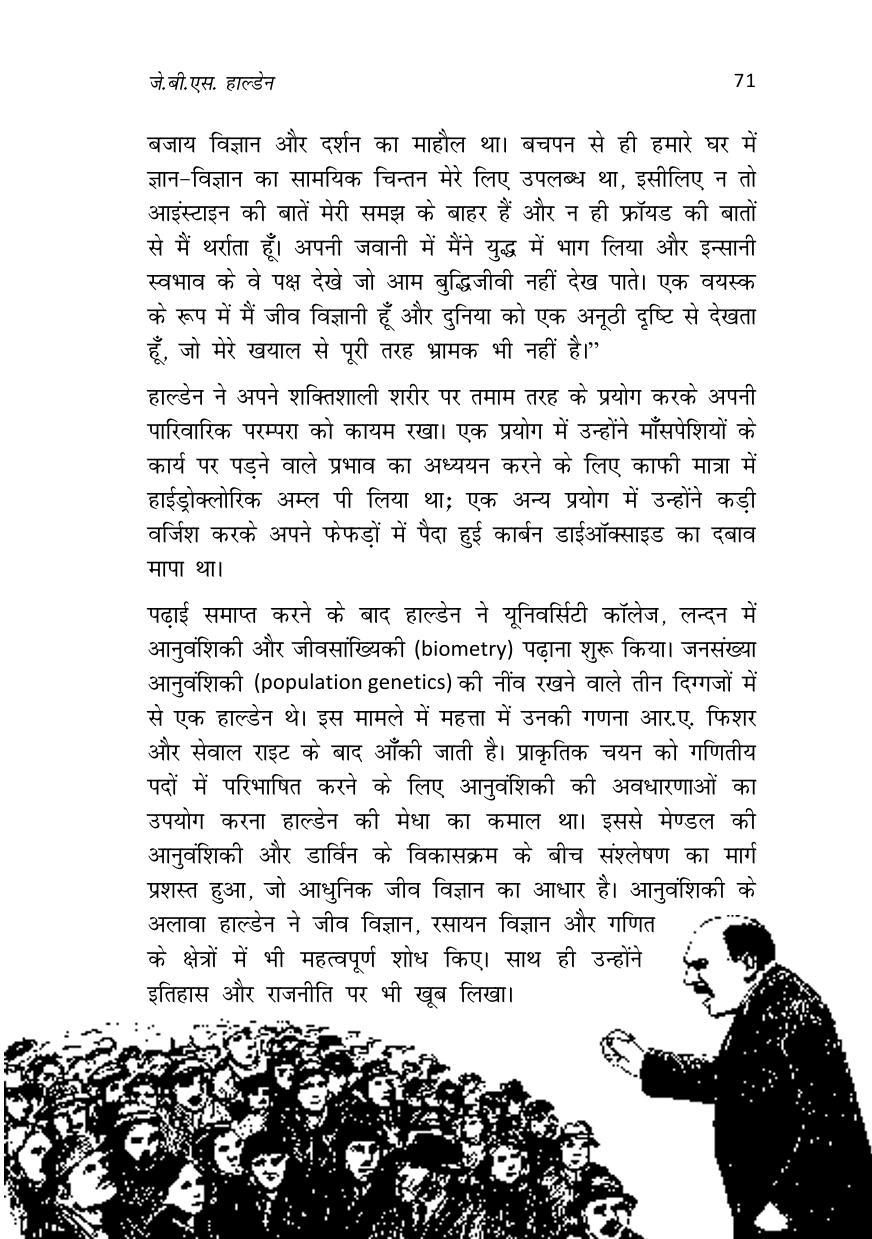 जे.बी.एस. हाल्डेन 71
बजाय विज्ञान और दर्शन का माहौल था। बचपन से ही हमारे घर में
ज्ञान-विज्ञान का सामयिक चिन्तन मेरे लिए उपलब्ध था, इसीलिए न तो
आइंस्टाइन की बातें मेरी समझ के बाहर हैं और न ही फ्रॉयड की बातों
से मैं थर्राता हूँ। अपनी जवानी में मैंने युद्ध में भाग लिया और इन्सानी
स्वभाव के वे पक्ष देखे जो आम बुद्धिजीवी नहीं देख पाते। एक वयस्क
के रूप में मैं जीव विज्ञानी हूँ और दुनिया को एक अनूठी दृष्टि से देखता
हूँ, जो मेरे खयाल से पूरी तरह भ्रामक भी नहीं है।”
हाल्डेन ने अपने शक्तिशाली शरीर पर तमाम तरह के प्रयोग करके अपनी
पारिवारिक परम्परा को कायम रखा। एक प्रयोग में उन्होंने माँसपेशियों के
कार्य पर पड़ने वाले प्रभाव का अध्ययन करने के लिए काफी मात्रा में
हाईड्रोक्लोरिक अम्ल पी लिया था; एक अन्य प्रयोग में उन्होंने कड़ी
वर्जिश करके अपने फेफड़ों में पैदा हुई कार्बन डाईऑक्साइड का दबाव
मापा था।
पढ़ाई समाप्त करने के बाद हाल्डेन ने यूनिवर्सिटी कॉलेज, लन्दन में
आनुवंशिकी और जीवसांख्यिकी (biometry) पढ़ाना शुरू किया। जनसंख्या
आनुवंशिकी (population genetics) की नींव रखने वाले तीन दिग्गजों में
से एक हाल्डेन थे। इस मामले में महत्ता में उनकी गणना आर.ए. फिशर
और सेवाल राइट के बाद आँकी जाती है। प्राकृतिक चयन को गणितीय
पदों में परिभाषित करने के लिए आनुवंशिकी की अवधारणाओं का
उपयोग करना हाल्डेन की मेधा का कमाल था। इससे मेण्डल की
आनुवंशिकी और डार्विन के विकासक्रम के बीच संश्लेषण का मार्ग
प्रशस्त हुआ, जो आधुनिक जीव विज्ञान का आधार है। आनुवंशिकी के
अलावा हाल्डेन ने जीव विज्ञान, रसायन विज्ञान और गणित
के क्षेत्रों में भी महत्वपूर्ण शोध किए। साथ ही उन्होंने
इतिहास और राजनीति पर भी खूब लिखा।